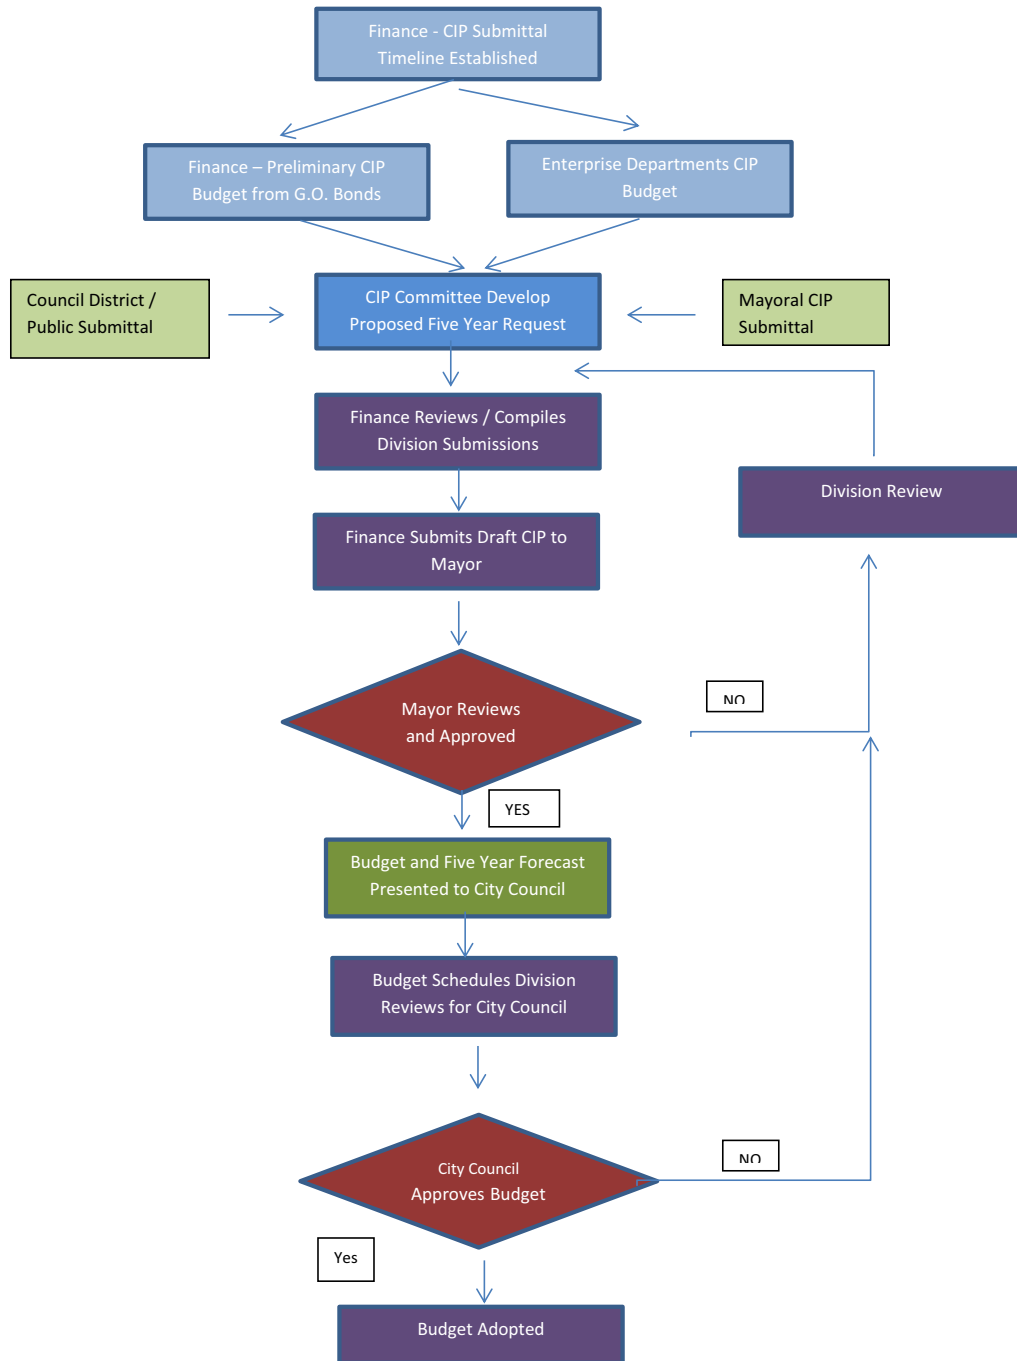 Finance - CIP Submittal
Timeline Established
Finance – Preliminary CIP
Budget from G.O. Bonds
Enterprise Departments CIP
Budget
Council District /
Public Submittal
CIP Committee Develop
Proposed Five Year Request
Mayoral CIP
Submittal
Finance Reviews / Compiles
Division Submissions
Division Review
Finance Submits Draft CIP to
Mayor
Mayor Reviews
and Approved
NO
YES
Budget and Five Year Forecast
Presented to City Council
Budget Schedules Division
Reviews for City Council
City Council
Approves Budget
NO
Yes
Budget Adopted